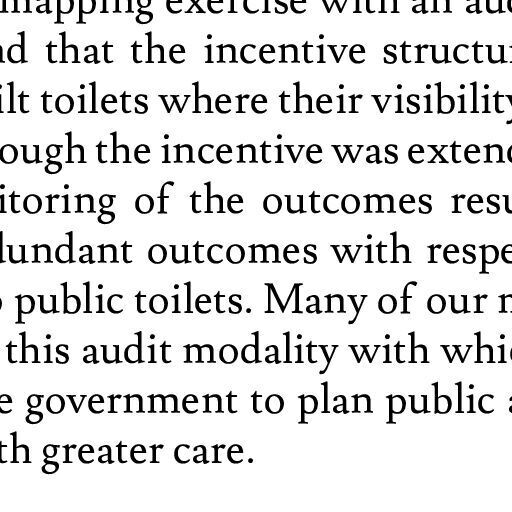 mapping exercise with an aud
nd that the incentive structu
ilt toilets where their visibility
ough the incentive was extend
itoring of the outcomes resu
dundant outcomes with respe
o public toilets. Many of our m
this audit modality with whic
e government to plan public a
th greater care.